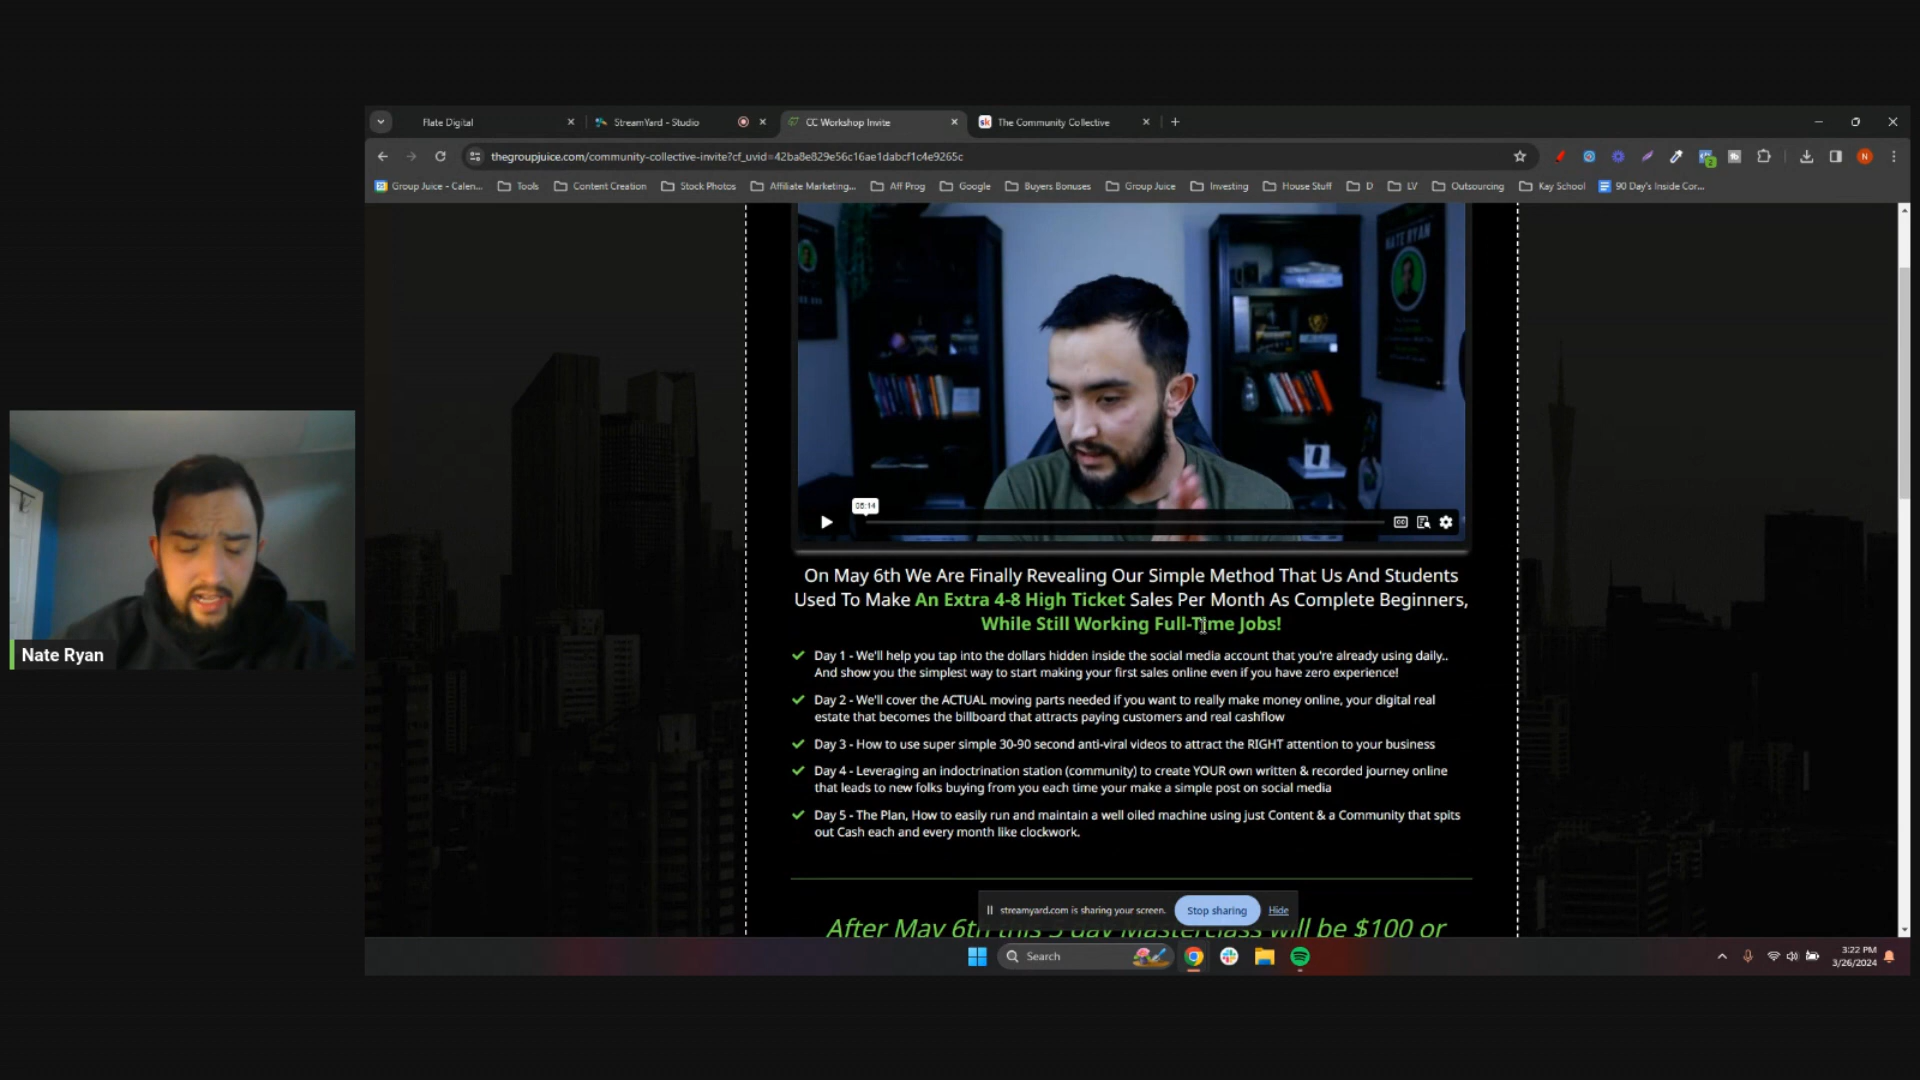 Flate Digital
StreamYard - Studio
CC Workshop Invite
The Community Collective
thegroupjuice.com/community-collective-invite?cf_uvid=42ba8e829e56c16ae1dabcf1c4e9265c
Group Juice - Calen...
Tools
Content Creation
Stock Photos
Affiliate Marketing...
Aff Prog
Google
Buyers Bonuses
Group Juice
Investing
House Stuff
D
LV
Outsourcing
Kay School
90 Day's Inside Cor...
NATE RYAN
06:14
CC
On May 6th We Are Finally Revealing Our Simple Method That Us And Students
Used To Make An Extra 4-8 High Ticket Sales Per Month As Complete Beginners,
While Still Working Full-Time Jobs!
Day 1 - We'll help you tap into the dollars hidden inside the social media account that you're already using daily..
And show you the simplest way to start making your first sales online even if you have zero experience!
Day 2 - We'll cover the ACTUAL moving parts needed if you want to really make money online, your digital real
estate that becomes the billboard that attracts paying customers and real cashflow
Day 3 - How to use super simple 30-90 second anti-viral videos to attract the RIGHT attention to your business
Day 4 - Leveraging an indoctrination station (community) to create YOUR own written & recorded journey online
that leads to new folks buying from you each time your make a simple post on social media
Day 5 - The Plan, How to easily run and maintain a well oiled machine using just Content & a Community that spits
out Cash each and every month like clockwork.
After May 6th this 5 day Masterclass will be $100 or
streamyard.com is sharing your screen.
Stop sharing
Hide
Nate Ryan
Search
3:22 PM
3/26/2024